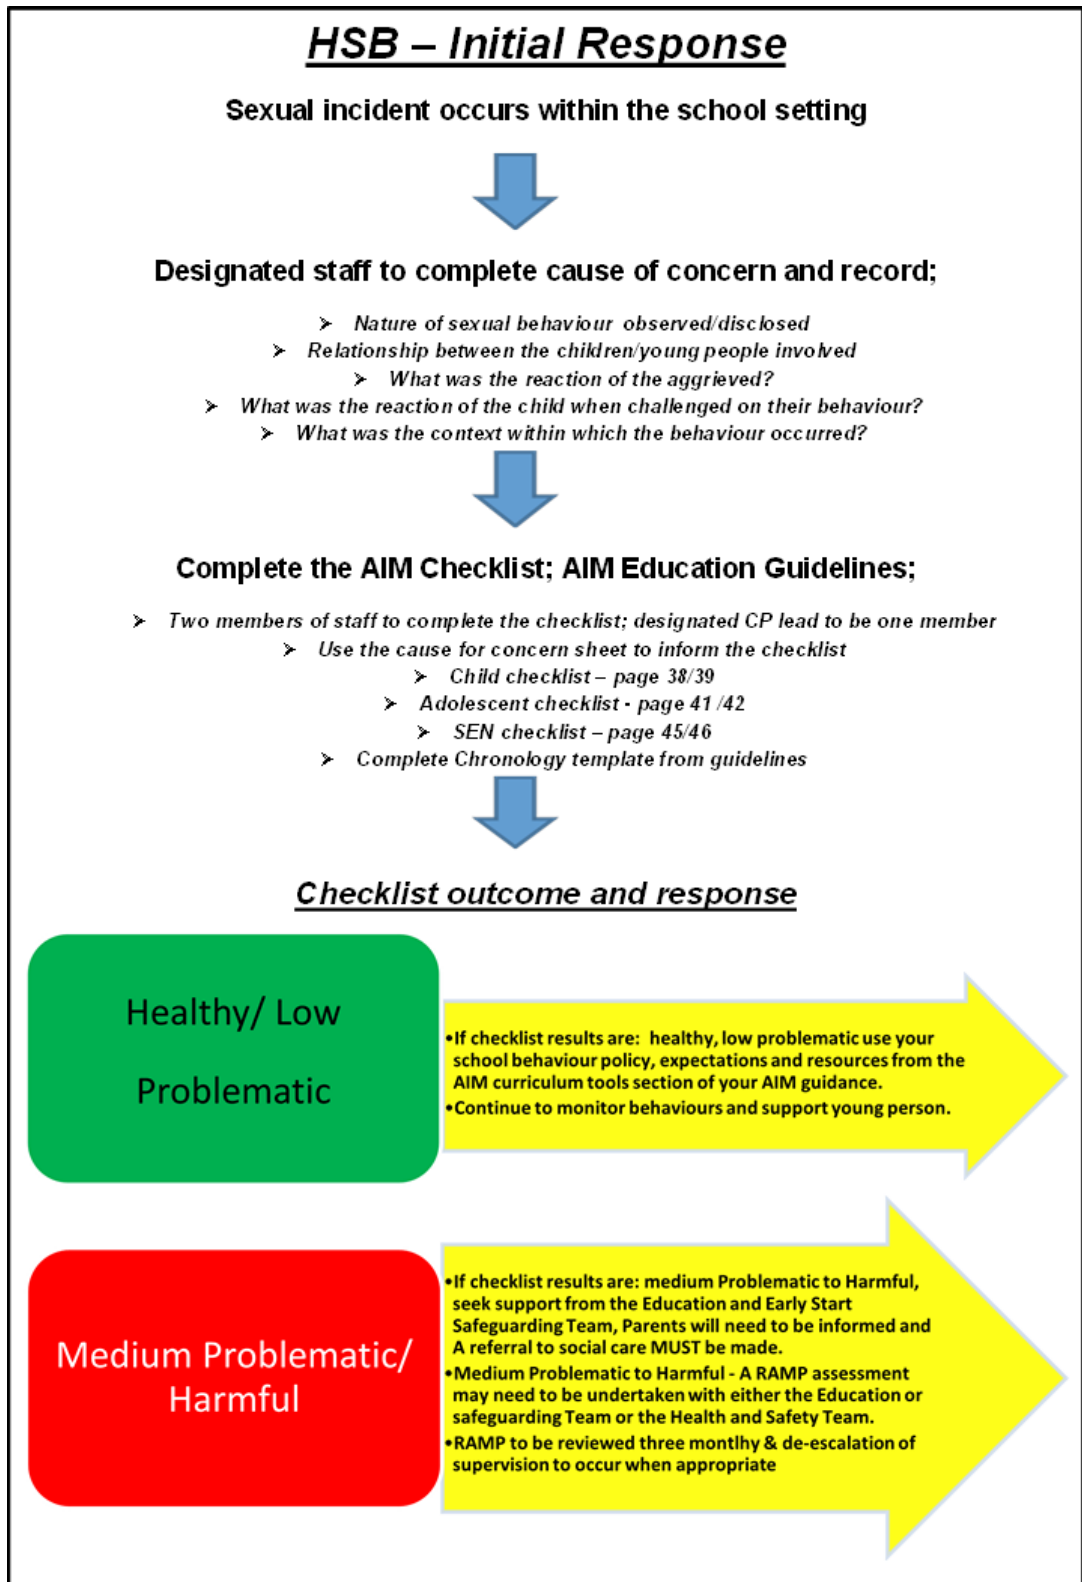 HSB – Initial Response
Sexual incident occurs within the school setting
Designated staff to complete cause of concern and record;
➢ Nature of sexual behaviour observed/disclosed
➢ Relationship between the children/young people involved
➢ What was the reaction of the aggrieved?
➢ What was the reaction of the child when challenged on their behaviour?
➢ What was the context within which the behaviour occurred?
Complete the AIM Checklist; AIM Education Guidelines;
➢ Two members of staff to complete the checklist; designated CP lead to be one member
➢ Use the cause for concern sheet to inform the checklist
➢ Child checklist – page 38/39
➢ Adolescent checklist - page 41 /42
➢ SEN checklist – page 45/46
➢ Complete Chronology template from guidelines
Checklist outcome and response
Healthy/ Low
Problematic
•If checklist results are: healthy, low problematic use your
school behaviour policy, expectations and resources from the
AIM curriculum tools section of your AIM guidance.
•Continue to monitor behaviours and support young person.
Medium Problematic/
Harmful
•If checklist results are: medium Problematic to Harmful,
seek support from the Education and Early Start
Safeguarding Team, Parents will need to be informed and
A referral to social care MUST be made.
•Medium Problematic to Harmful - A RAMP assessment
may need to be undertaken with either the Education or
safeguarding Team or the Health and Safety Team.
•RAMP to be reviewed three montlhy & de-escalation of
supervision to occur when appropriate